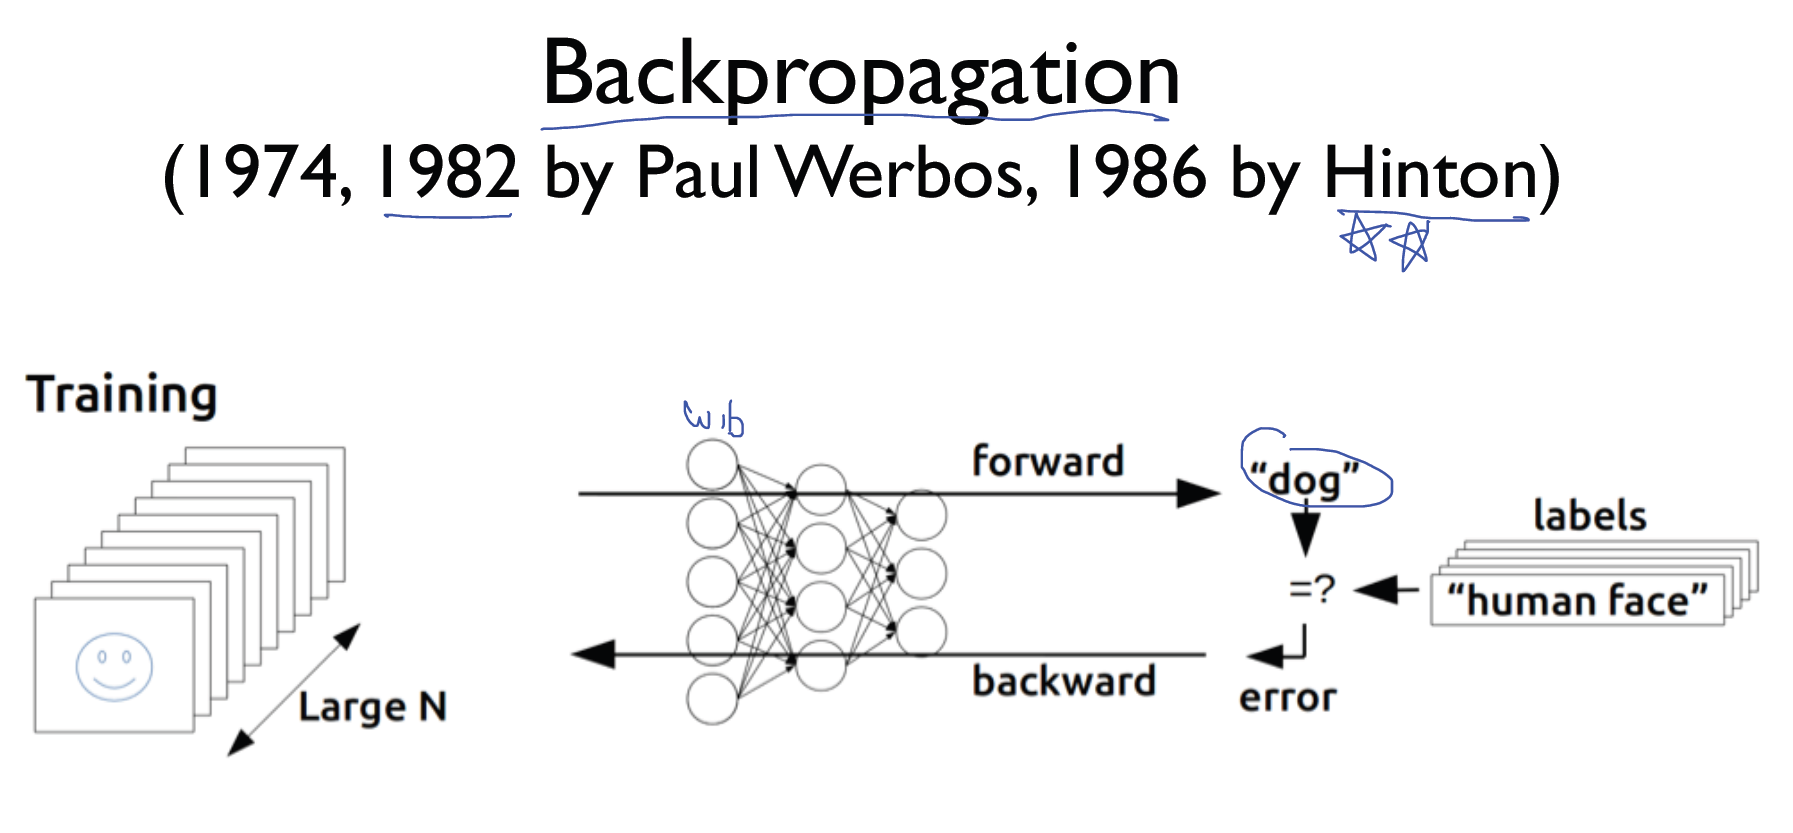 Backpropagation
(1974, 1982 by Paul Werbos, 1986 by Hinton)
Training
w,b
forward
"dog"
labels
=?
"human face"
backward
error
Large N